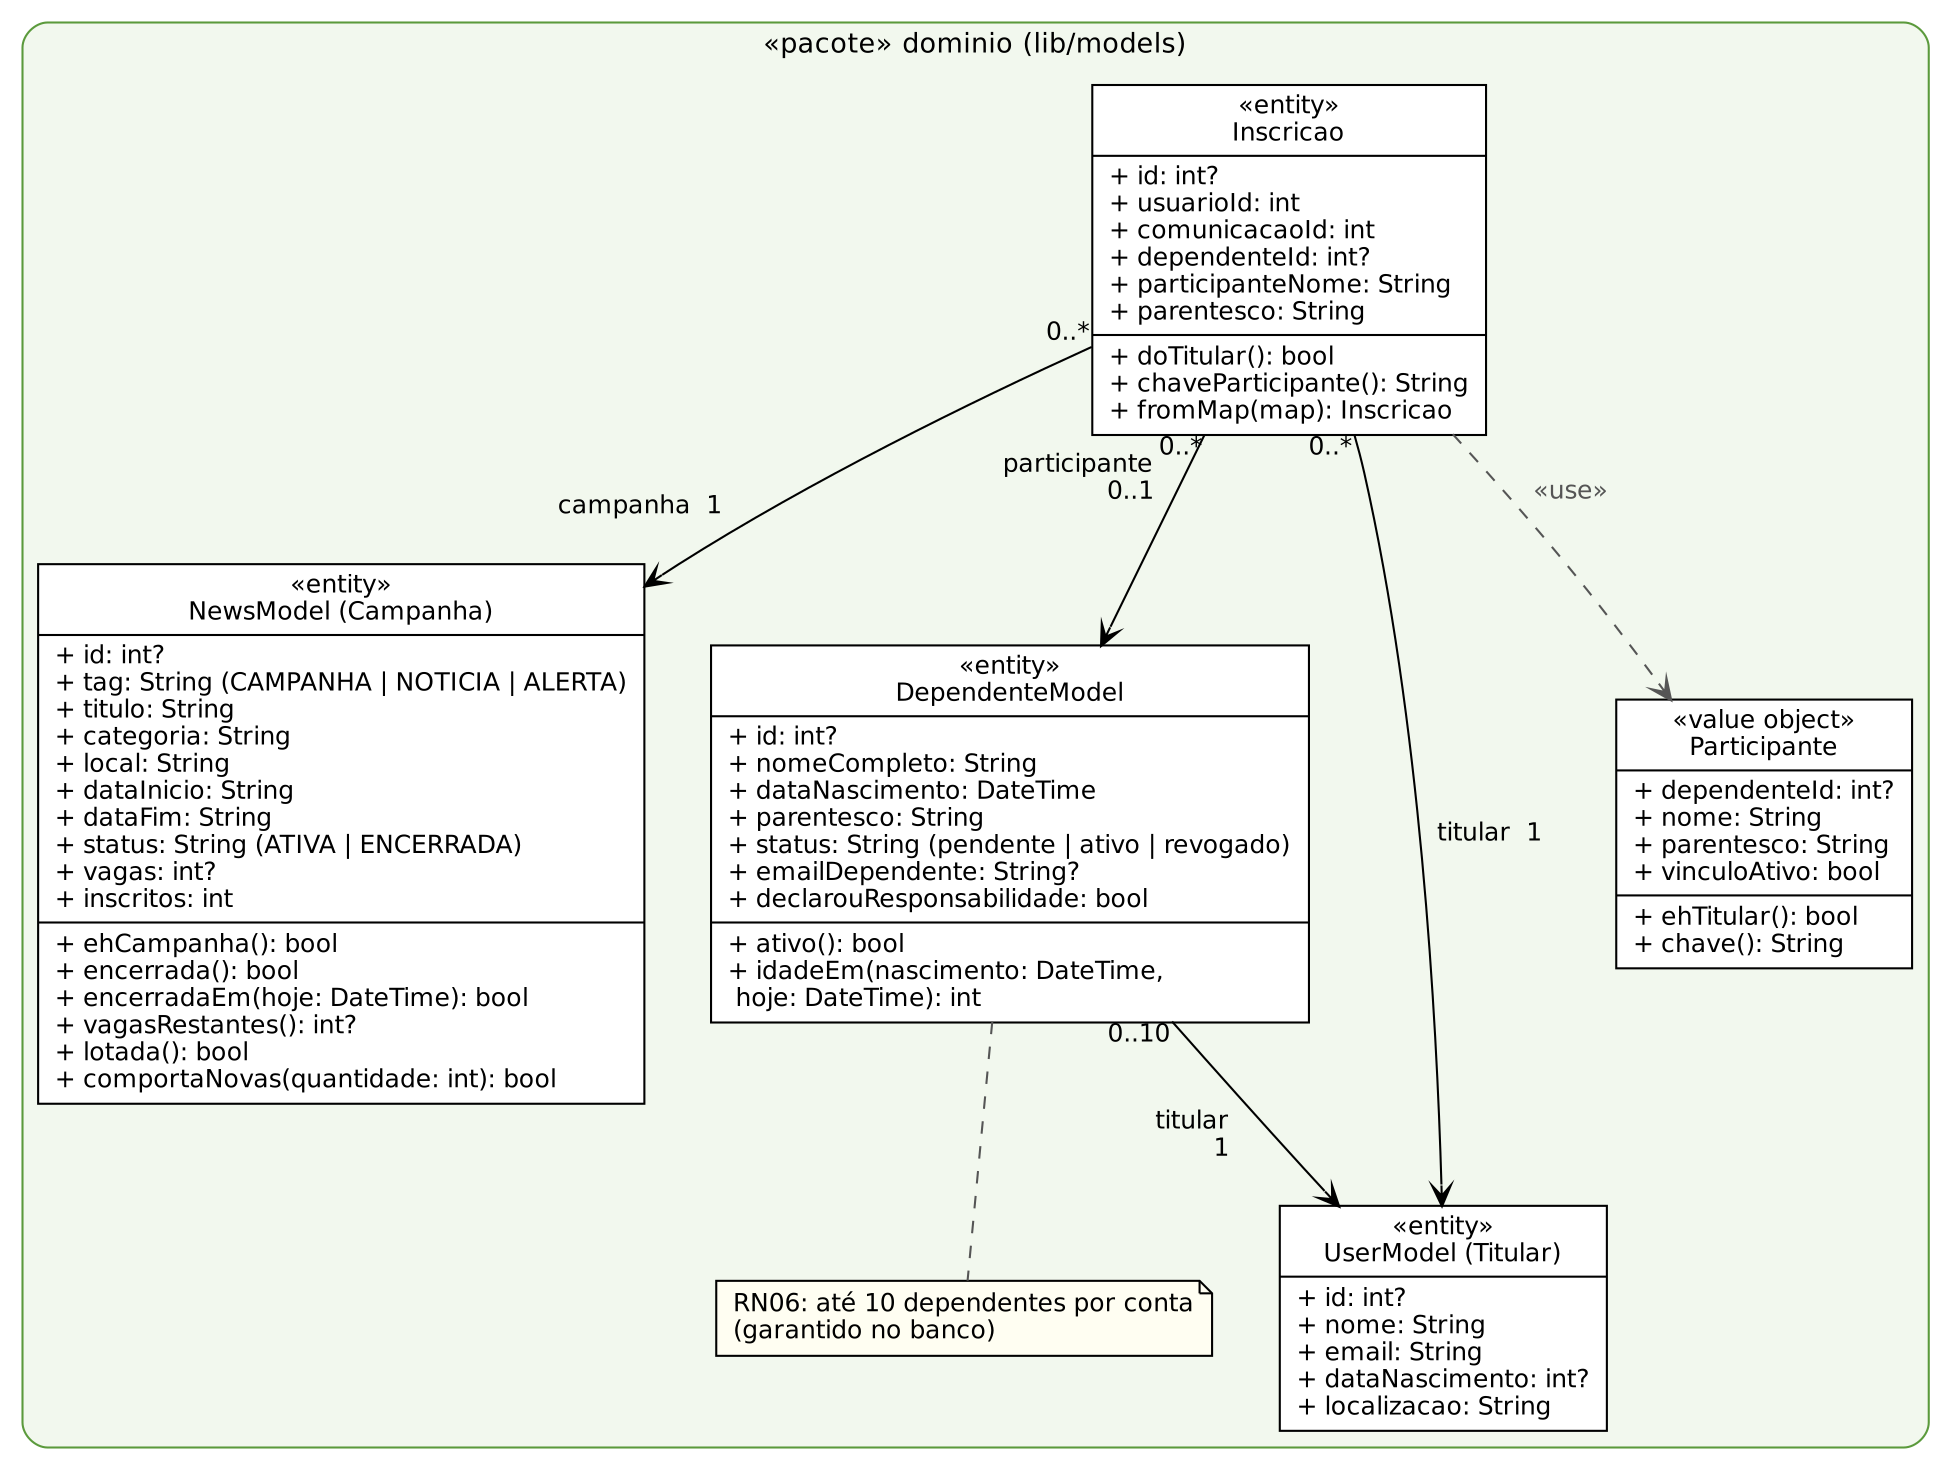 «pacote» dominio (lib/models)
«entity»
Inscricao
+ id: int?
+ usuarioId: int
+ comunicacaoId: int
+ dependenteId: int?
+ participanteNome: String
+ parentesco: String
+ doTitular(): bool
+ chaveParticipante(): String
+ fromMap(map): Inscricao
0..*
0..*
0..*
participante
0..1
campanha 1
«use»
«entity»
NewsModel (Campanha)
+ id: int?
+ tag: String (CAMPANHA | NOTICIA | ALERTA)
+ titulo: String
+ categoria: String
+ local: String
+ dataInicio: String
+ dataFim: String
+ status: String (ATIVA | ENCERRADA)
+ vagas: int?
+ inscritos: int
+ ehCampanha(): bool
+ encerrada(): bool
+ encerradaEm(hoje: DateTime): bool
+ vagasRestantes(): int?
+ lotada(): bool
+ comportaNovas(quantidade: int): bool
«entity»
DependenteModel
+ id: int?
+ nomeCompleto: String
+ dataNascimento: DateTime
+ parentesco: String
+ status: String (pendente | ativo | revogado)
+ emailDependente: String?
+ declarouResponsabilidade: bool
+ ativo(): bool
+ idadeEm(nascimento: DateTime,
hoje: DateTime): int
titular 1
«value object»
Participante
+ dependenteId: int?
+ nome: String
+ parentesco: String
+ vinculoAtivo: bool
+ ehTitular(): bool
+ chave(): String
0..10
titular
1
RN06: até 10 dependentes por conta
(garantido no banco)
«entity»
UserModel (Titular)
+ id: int?
+ nome: String
+ email: String
+ dataNascimento: int?
+ localizacao: String